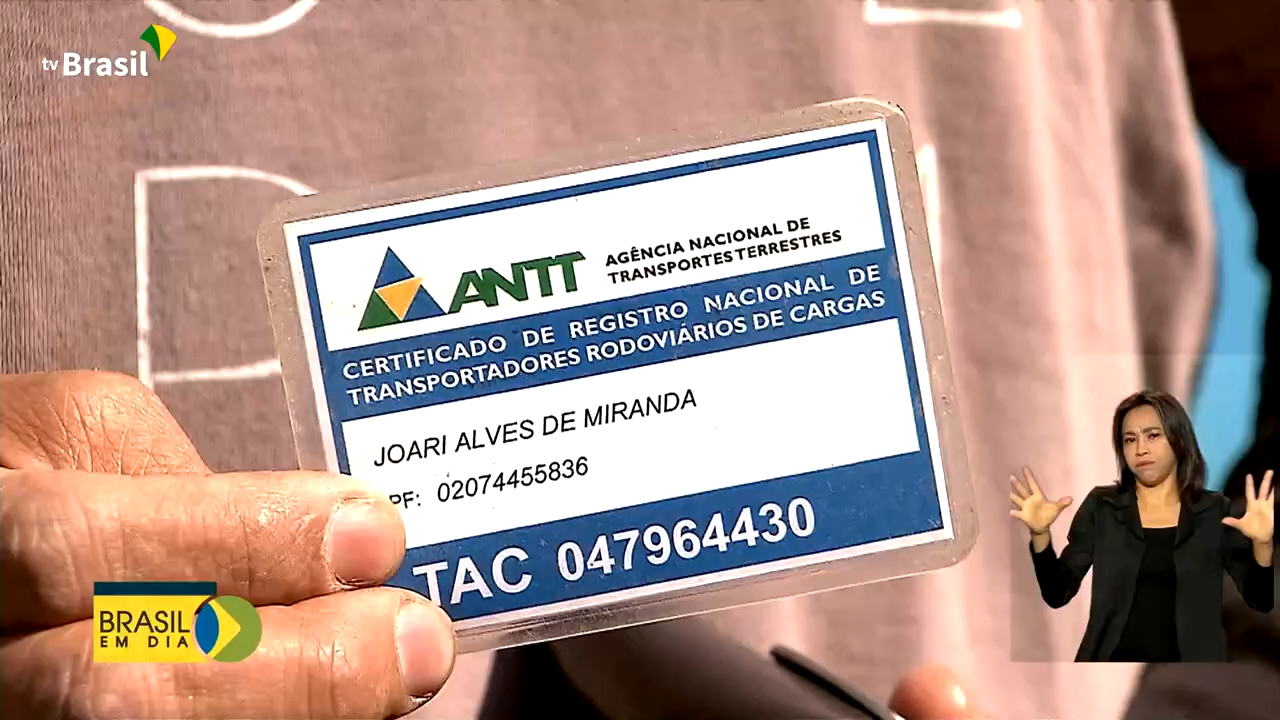 tv Brasil
ANTT
AGÊNCIA NACIONAL DE
TRANSPORTES TERRESTRES
CERTIFICADO DE REGISTRO NACIONAL DE
TRANSPORTADORES RODOVIÁRIOS DE CARGAS
JOARI ALVES DE MIRANDA
PF: 02074455836
TAC 047964430
BRASIL
EM DIA